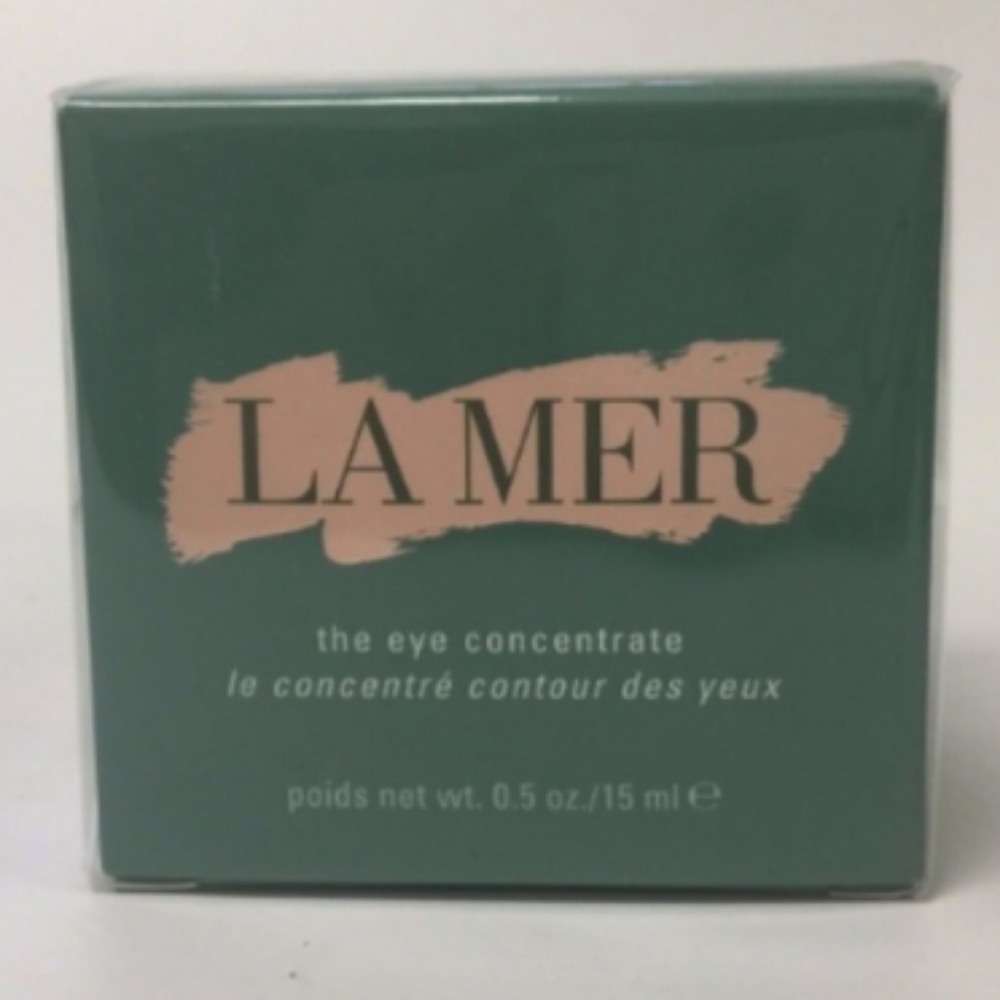 LA MER
the eye concentrate
le concentré contour des yeux
poids net wt. 0.5 oz./15 ml ℮